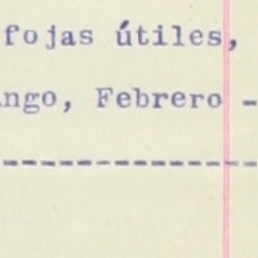 fojas útiles,
ngo, Febrero -
-----------------